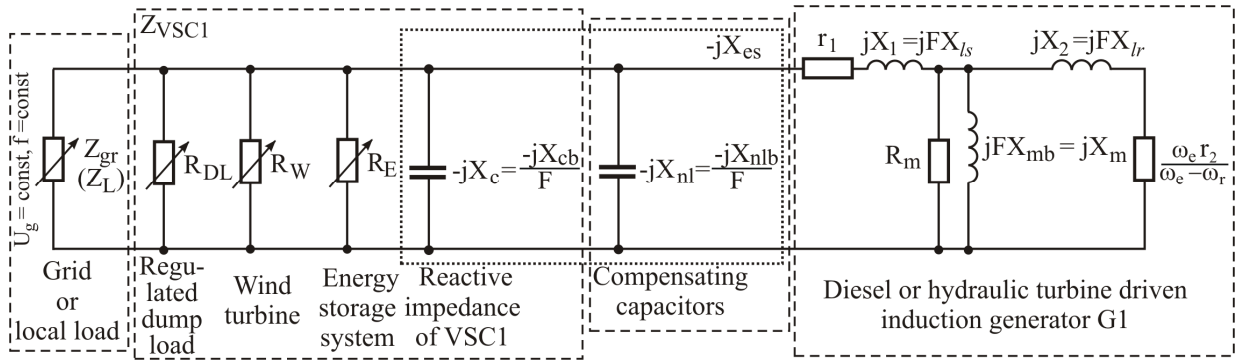 Z_VSC1
-jX_es
r_1
jX_1 =jFX_ls
jX_2 =jFX_lr
U_g = const, f =const
Z_gr
(Z_L)
R_DL
R_W
R_E
-jX_c = -jX_cb / F
-jX_nl = -jX_nlb / F
R_m
jFX_mb = jX_m
ω_e r_2 / ω_e − ω_r
Grid
or
local load
Regu-
lated
dump
load
Wind
turbine
Energy
storage
system
Reactive
impedance
of VSC1
Compensating
capacitors
Diesel or hydraulic turbine driven
induction generator G1